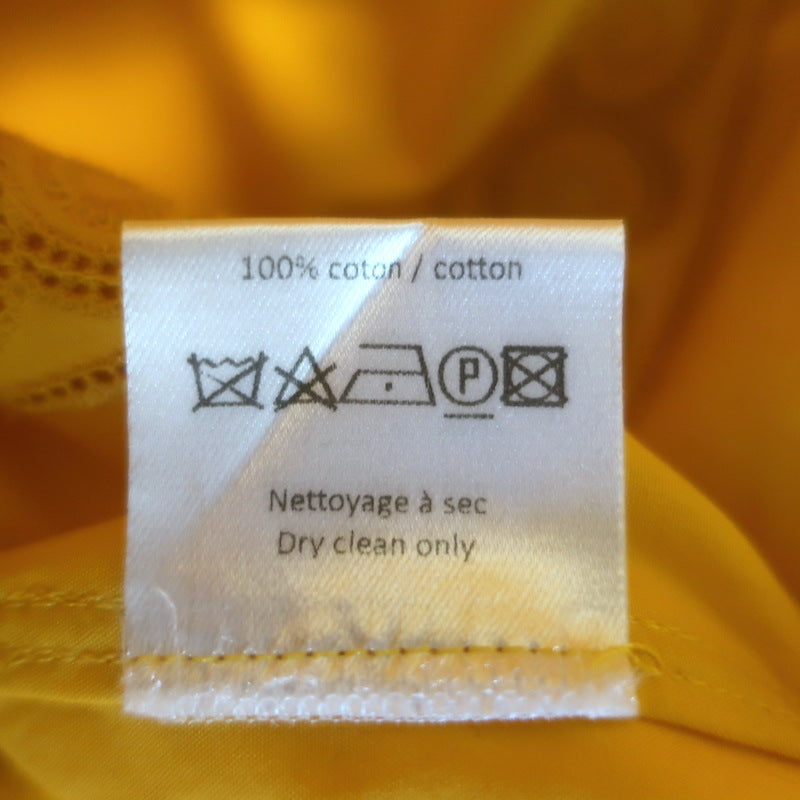 100% coton / cotton
P
Nettoyage à sec
Dry clean only